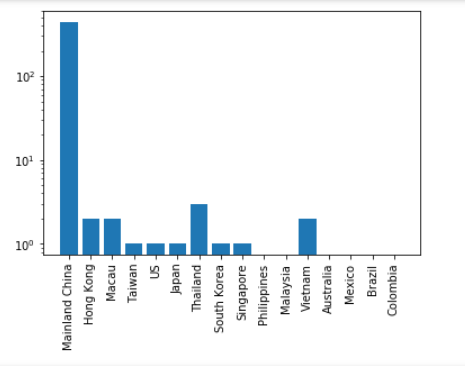 10²
10¹
10⁰
Mainland China
Hong Kong
Macau
Taiwan
US
Japan
Thailand
South Korea
Singapore
Philippines
Malaysia
Vietnam
Australia
Mexico
Brazil
Colombia